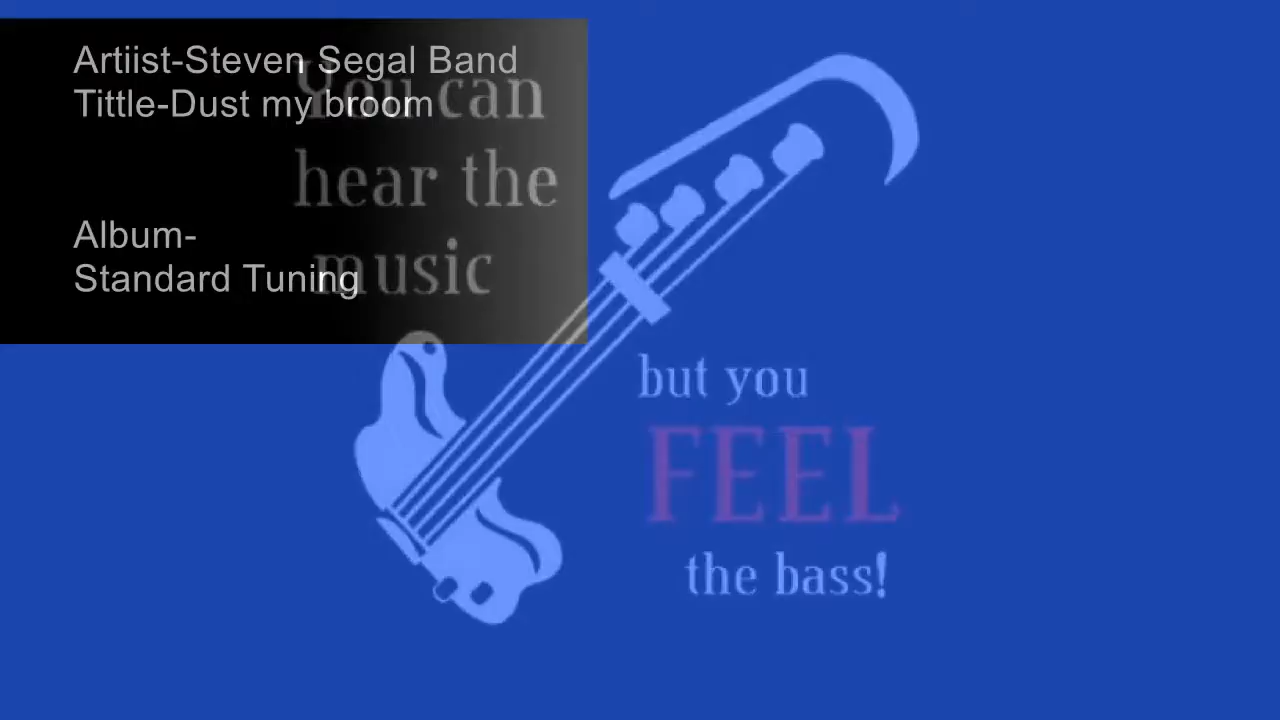 Artiist-Steven Segal Band
Tittle-Dust my broom
Album-
Standard Tuning
You can
hear the
music
but you
FEEL
the bass!